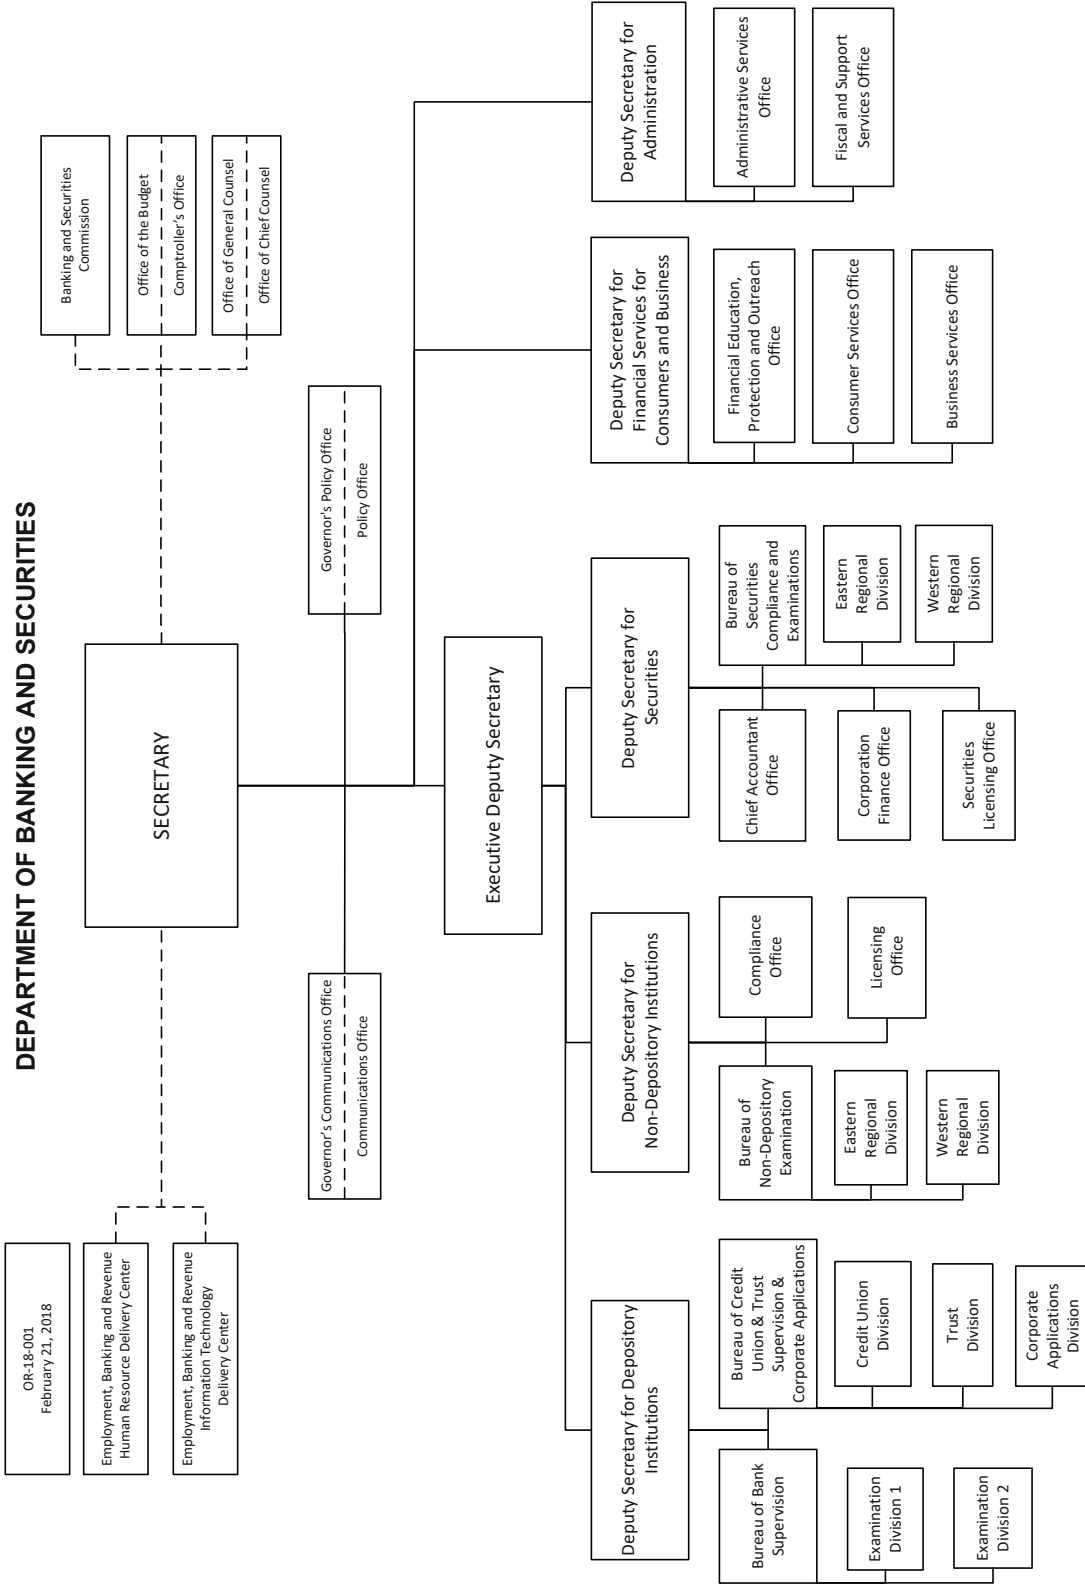 DEPARTMENT OF BANKING AND SECURITIES
OR-18-001
February 21, 2018
Employment, Banking and Revenue
Human Resource Delivery Center
Employment, Banking and Revenue
Information Technology
Delivery Center
SECRETARY
Banking and Securities
Commission
Office of the Budget
Comptroller's Office
Office of General Counsel
Office of Chief Counsel
Governor's Communications Office
Communications Office
Governor's Policy Office
Policy Office
Executive Deputy Secretary
Deputy Secretary for Depository
Institutions
Deputy Secretary for
Non-Depository Institutions
Deputy Secretary for
Securities
Deputy Secretary for
Financial Services for
Consumers and Business
Deputy Secretary for
Administration
Bureau of Bank
Supervision
Examination
Division 1
Examination
Division 2
Bureau of Credit
Union & Trust
Supervision &
Corporate Applications
Credit Union
Division
Trust
Division
Corporate
Applications
Division
Bureau of
Non-Depository
Examination
Eastern
Regional
Division
Western
Regional
Division
Compliance
Office
Licensing
Office
Chief Accountant
Office
Corporation
Finance Office
Securities
Licensing Office
Bureau of
Securities
Compliance and
Examinations
Eastern
Regional
Division
Western
Regional
Division
Financial Education,
Protection and Outreach
Office
Consumer Services Office
Business Services Office
Administrative Services
Office
Fiscal and Support
Services Office